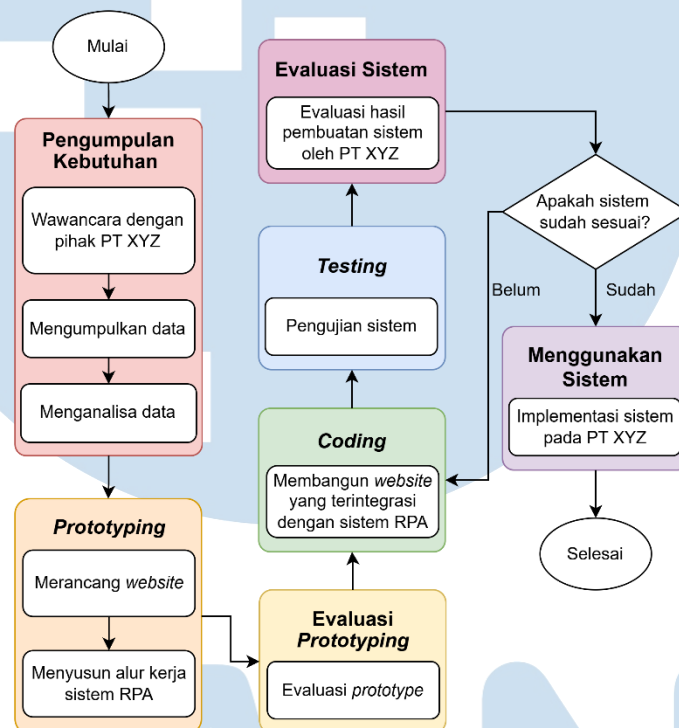 Mulai
Pengumpulan
Kebutuhan
Wawancara dengan
pihak PT XYZ
Mengumpulkan data
Menganalisa data
Prototyping
Merancang website
Menyusun alur kerja
sistem RPA
Evaluasi
Prototyping
Evaluasi prototype
Coding
Membangun website
yang terintegrasi
dengan sistem RPA
Testing
Pengujian sistem
Evaluasi Sistem
Evaluasi hasil
pembuatan sistem
oleh PT XYZ
Apakah sistem
sudah sesuai?
Belum
Sudah
Menggunakan
Sistem
Implementasi sistem
pada PT XYZ
Selesai